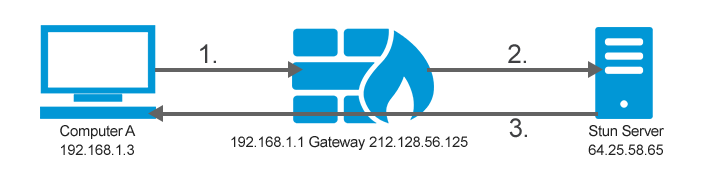 1.
2.
3.
Computer A
192.168.1.3
192.168.1.1 Gateway 212.128.56.125
Stun Server
64.25.58.65